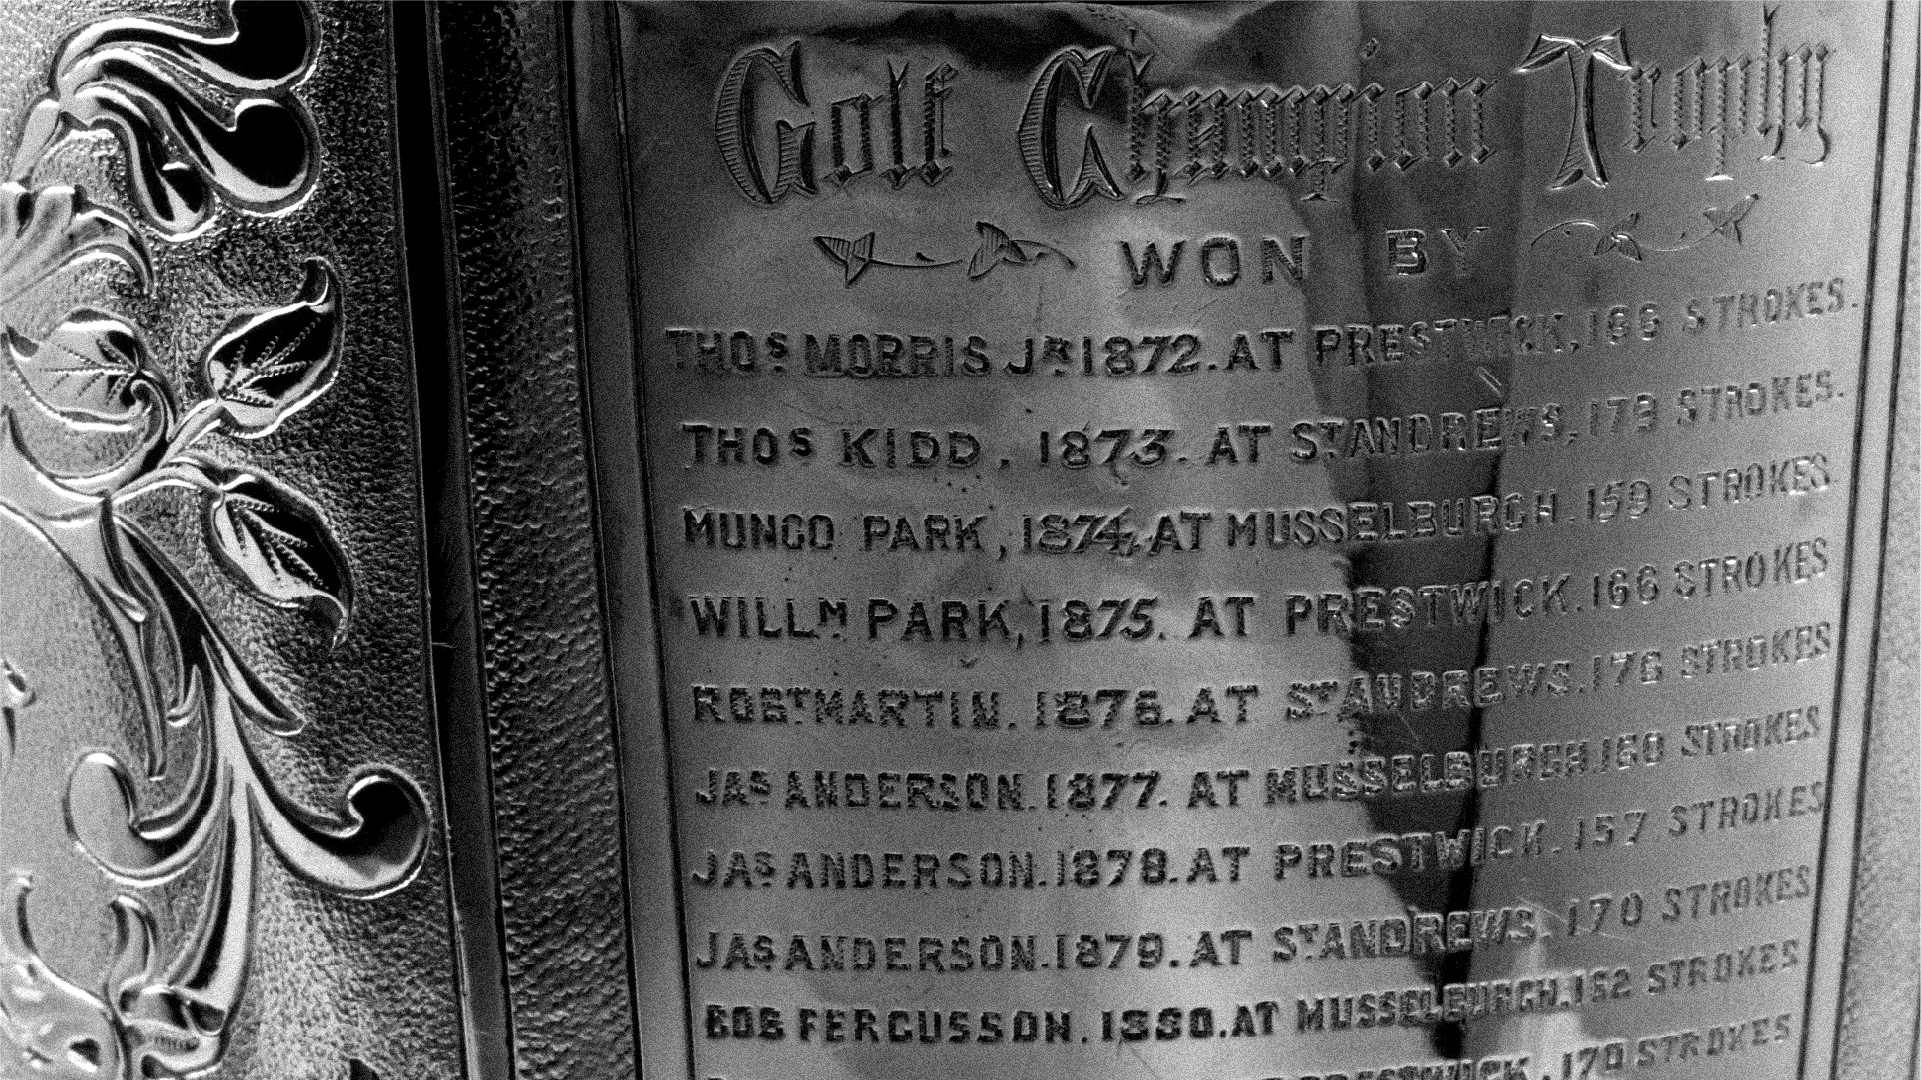 Golf Champion Trophy
WON BY
THOS MORRIS JR 1872. AT PRESTWICK, 166 STROKES.
THOS KIDD, 1873. AT ST ANDREWS, 179 STROKES.
MUNGO PARK, 1874, AT MUSSELBURGH. 159 STROKES.
WILLM PARK, 1875. AT PRESTWICK. 166 STROKES
ROBT MARTIN. 1876. AT ST ANDREWS. 176 STROKES
JAS ANDERSON. 1877. AT MUSSELBURGH. 160 STROKES
JAS ANDERSON. 1878. AT PRESTWICK. 157 STROKES
JAS ANDERSON. 1879. AT ST ANDREWS. 170 STROKES
BOB FERGUSSON. 1880. AT MUSSELBURGH. 162 STROKES
PRESTWICK. 170 STROKES